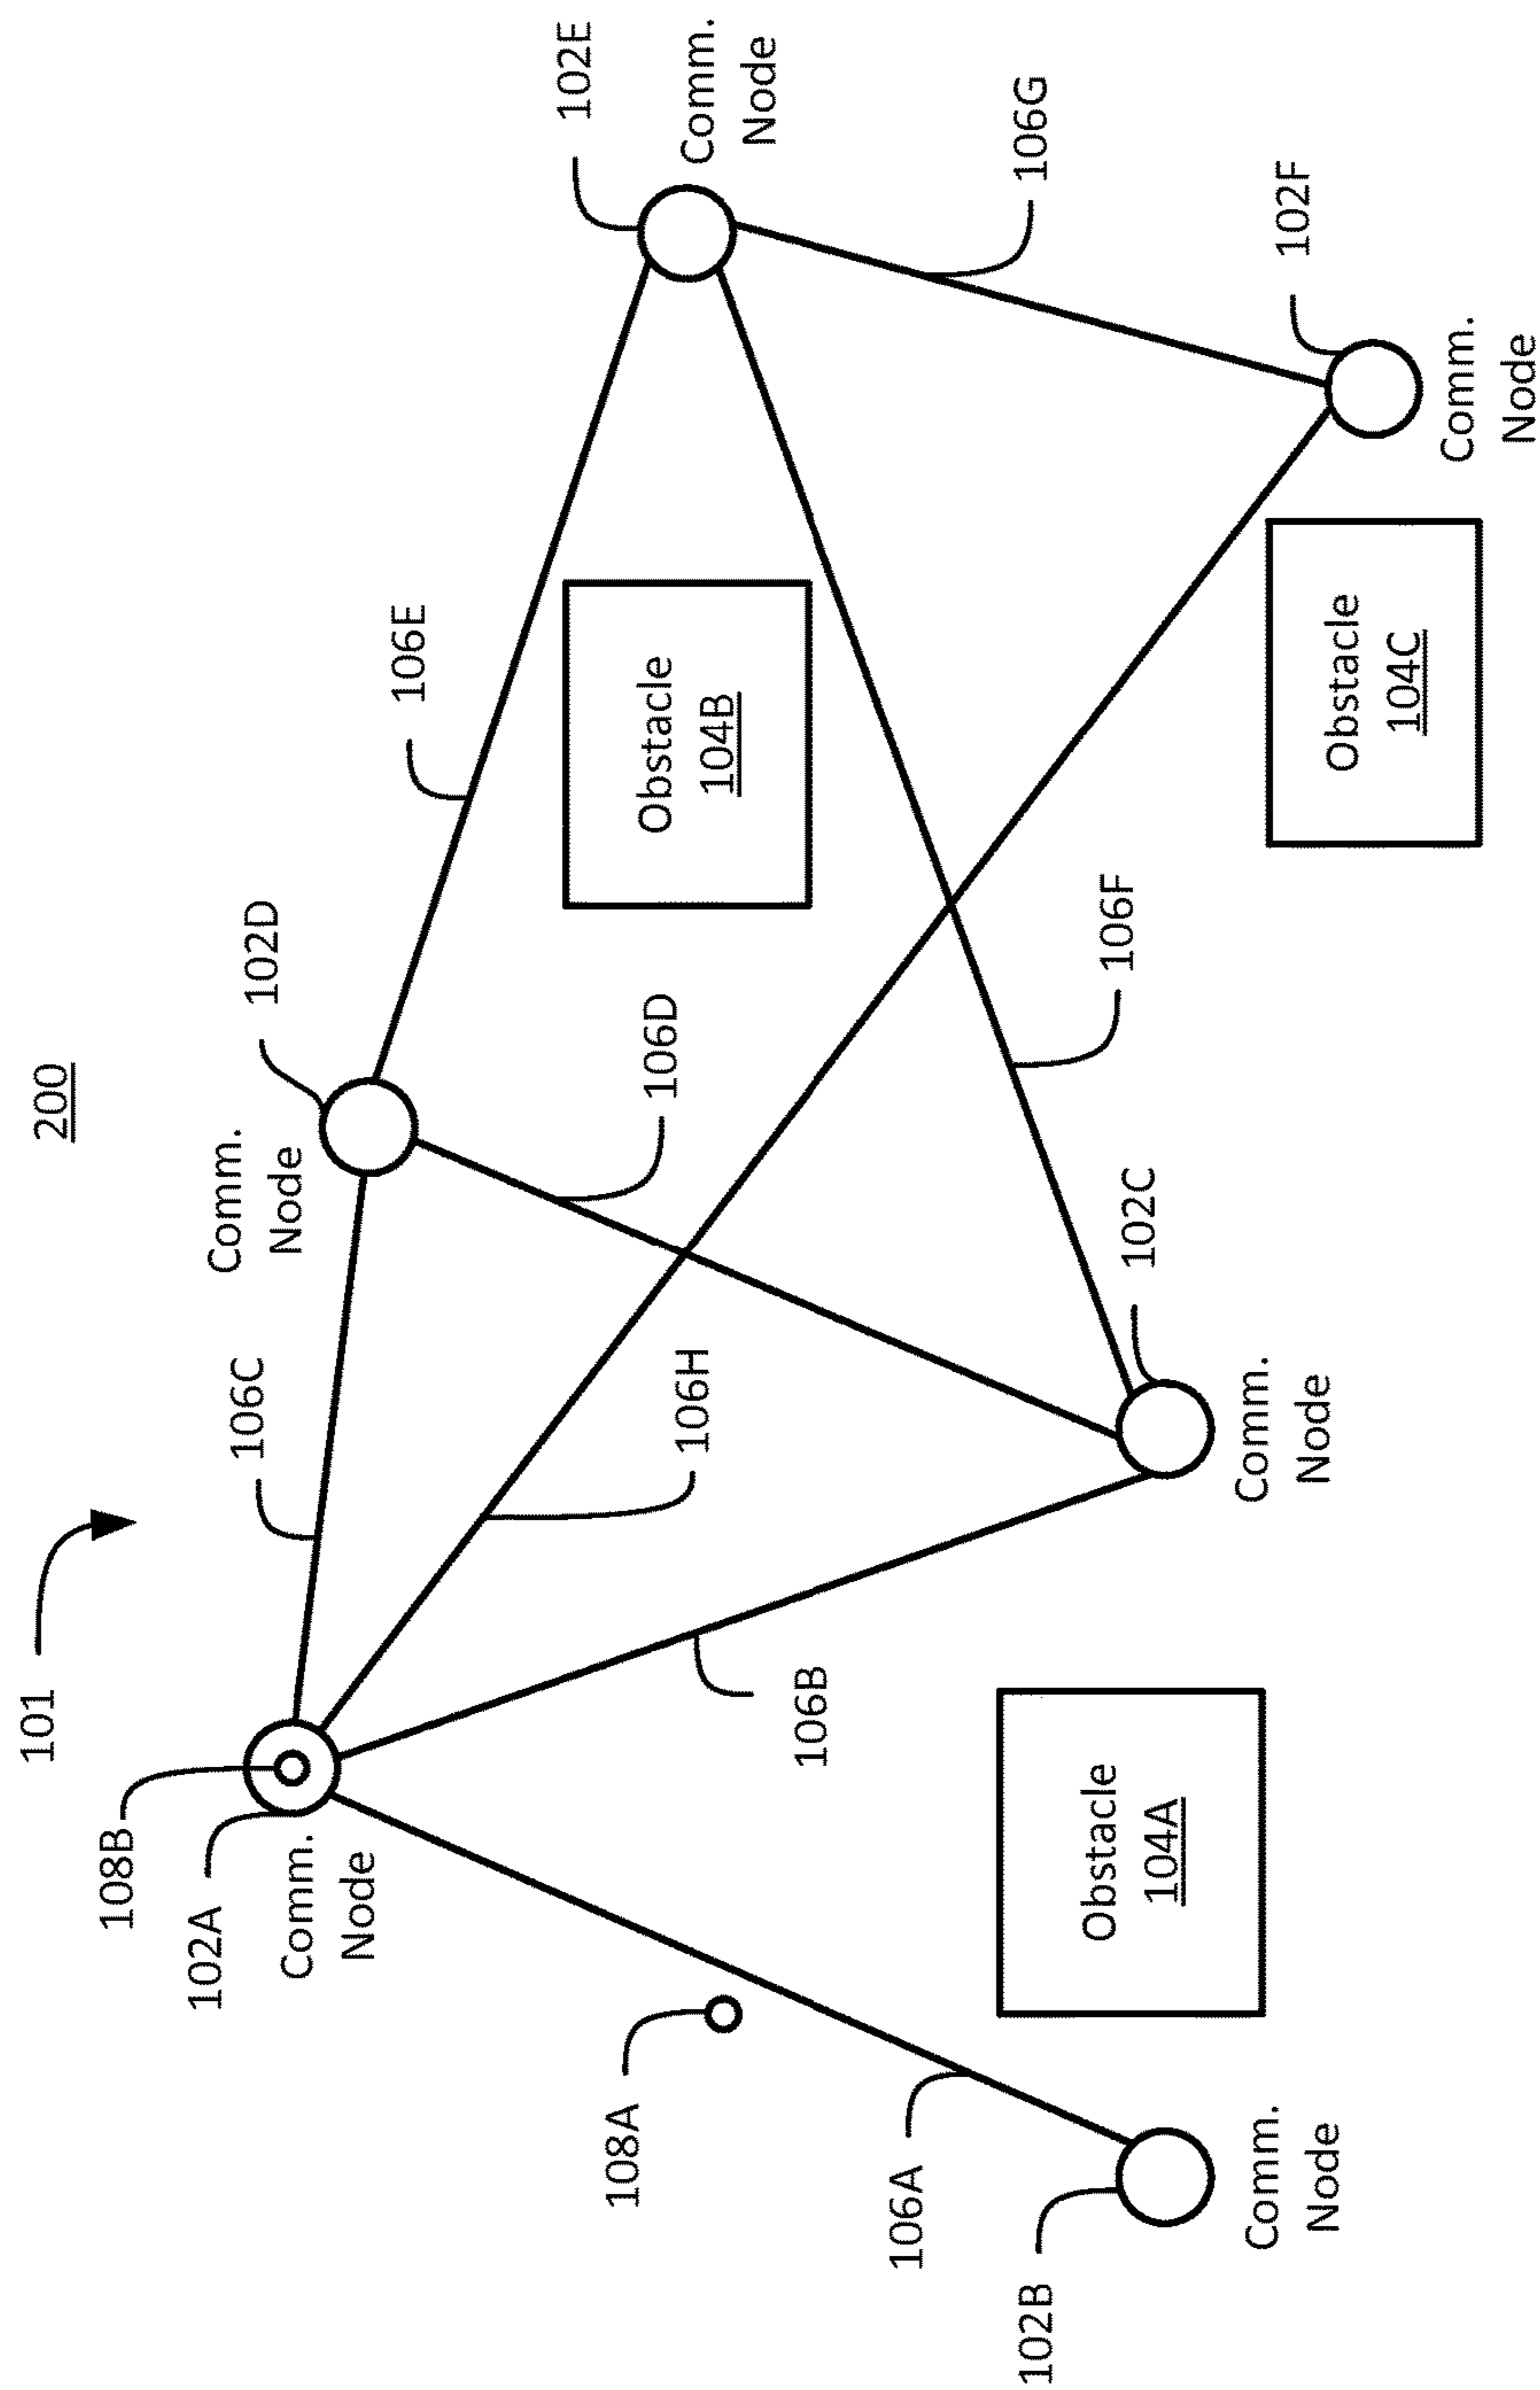 200
101
108B
102A
Comm.
Node
106C
Comm.
Node
102D
106E
102E
Comm.
Node
108A
106H
106D
Obstacle
104B
106A
106B
106F
106G
102B
Comm.
Node
Obstacle
104A
102C
Comm.
Node
Obstacle
104C
102F
Comm.
Node